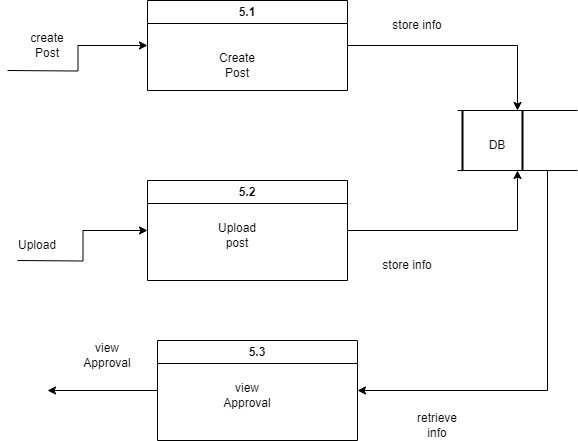 5.1
create
Post
store info
Create
Post
DB
5.2
Upload
post
Upload
store info
5.3
view
Approval
view
Approval
retrieve
info